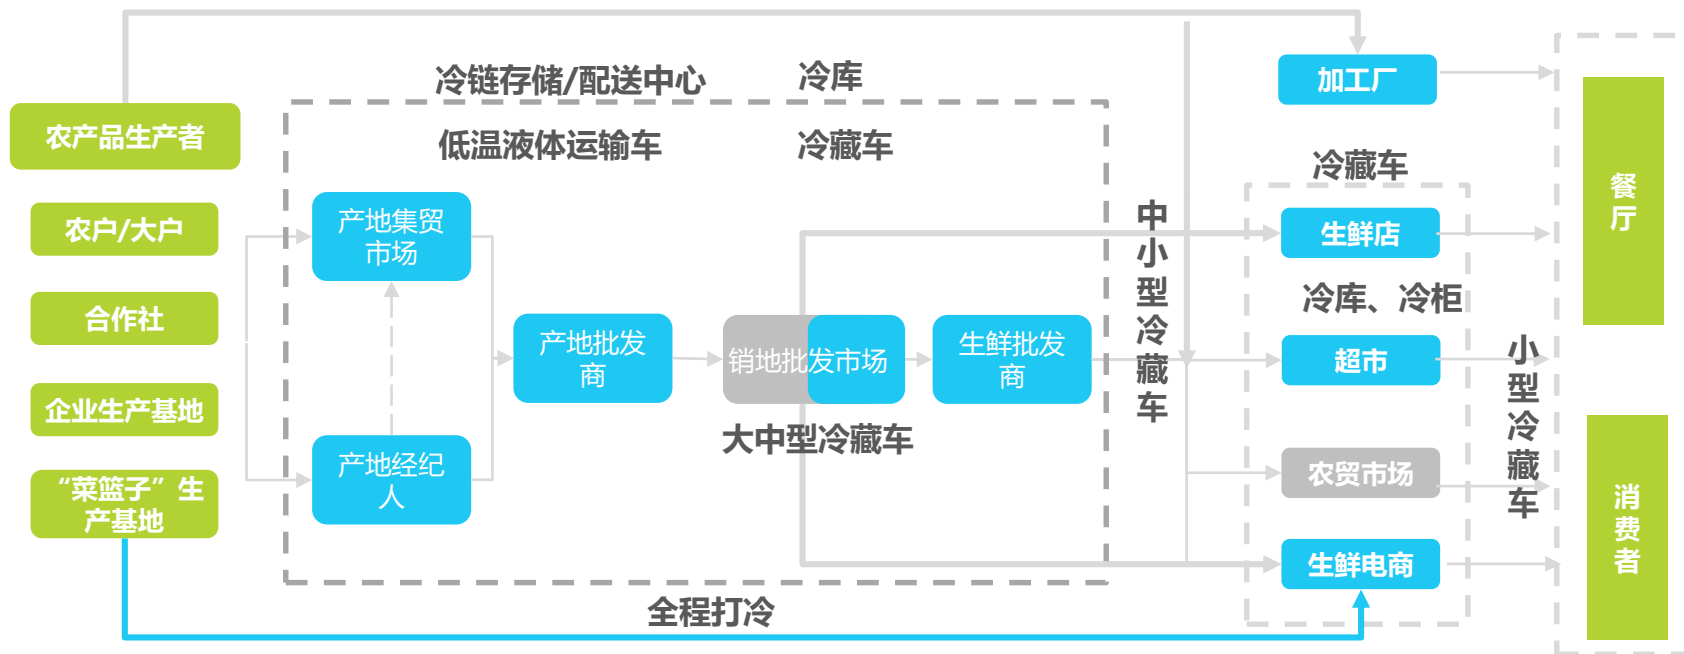 冷链存储/配送中心
冷库
加工厂
农产品生产者
低温液体运输车
冷藏车
冷藏车
农户/大户
产地集贸
市场
中
小
型
冷
藏
车
生鲜店
餐
厅
合作社
冷库、冷柜
产地批发
商
销地批发市场
生鲜批发
商
超市
小
型
冷
藏
车
企业生产基地
大中型冷藏车
产地经纪
人
农贸市场
“菜篮子”生
产基地
消
费
者
生鲜电商
全程打冷